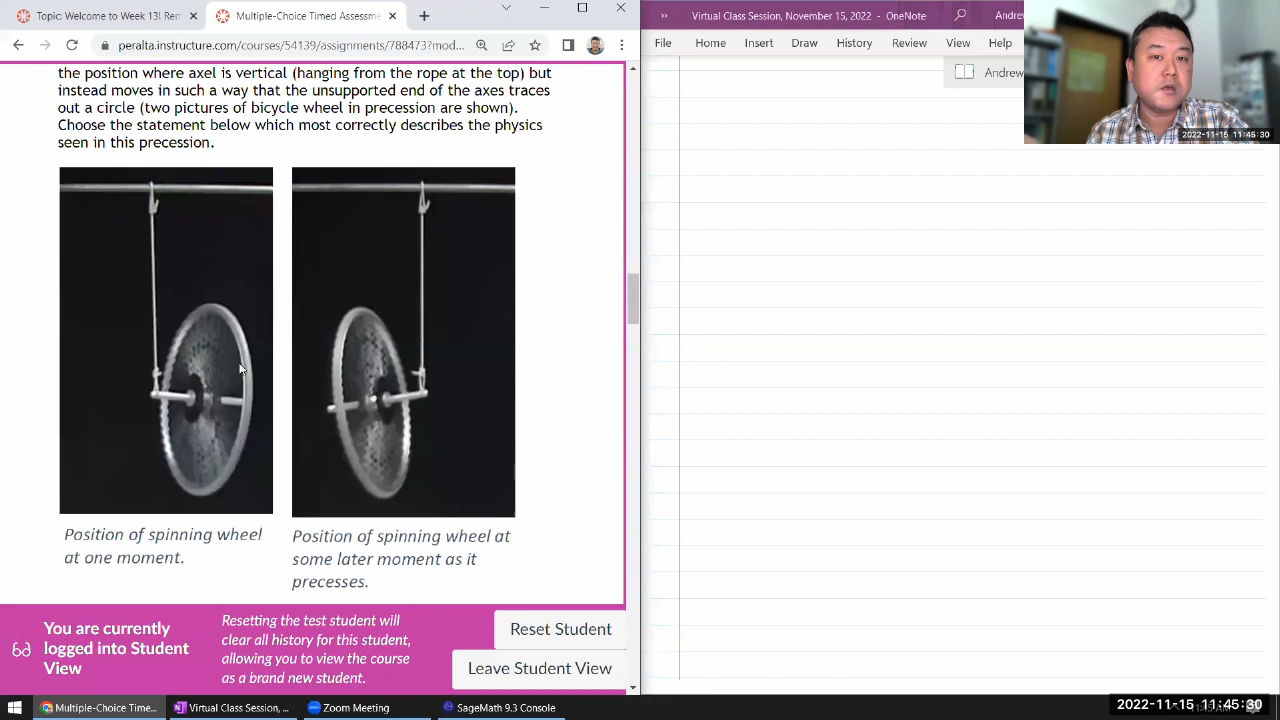 Topic: Welcome to Week 13! Rem
Multiple-Choice Timed Assessme
peralta.instructure.com/courses/54139/assignments/788473?mod...
Virtual Class Session, November 15, 2022 - OneNote
Andrew
File Home Insert Draw History Review View Help
Andrew
2022-11-15 11:45:30
the position where axel is vertical (hanging from the rope at the top) but
instead moves in such a way that the unsupported end of the axes traces
out a circle (two pictures of bicycle wheel in precession are shown).
Choose the statement below which most correctly describes the physics
seen in this precession.
Position of spinning wheel
at one moment.
Position of spinning wheel at
some later moment as it
precesses.
You are currently
logged into Student
View
Resetting the test student will
clear all history for this student,
allowing you to view the course
as a brand new student.
Reset Student
Leave Student View
Multiple-Choice Time...
Virtual Class Session, ...
Zoom Meeting
SageMath 9.3 Console
2022-11-15 11:45:30